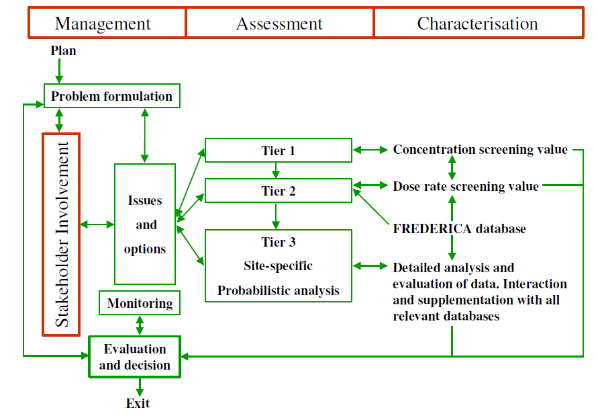 Management
Assessment
Characterisation
Plan
Problem formulation
Stakeholder Involvement
Issues
and
options
Monitoring
Evaluation
and decision
Exit
Tier 1
Tier 2
Tier 3
Site-specific
Probabilistic analysis
Concentration screening value
Dose rate screening value
FREDERICA database
Detailed analysis and
evaluation of data. Interaction
and supplementation with all
relevant databases